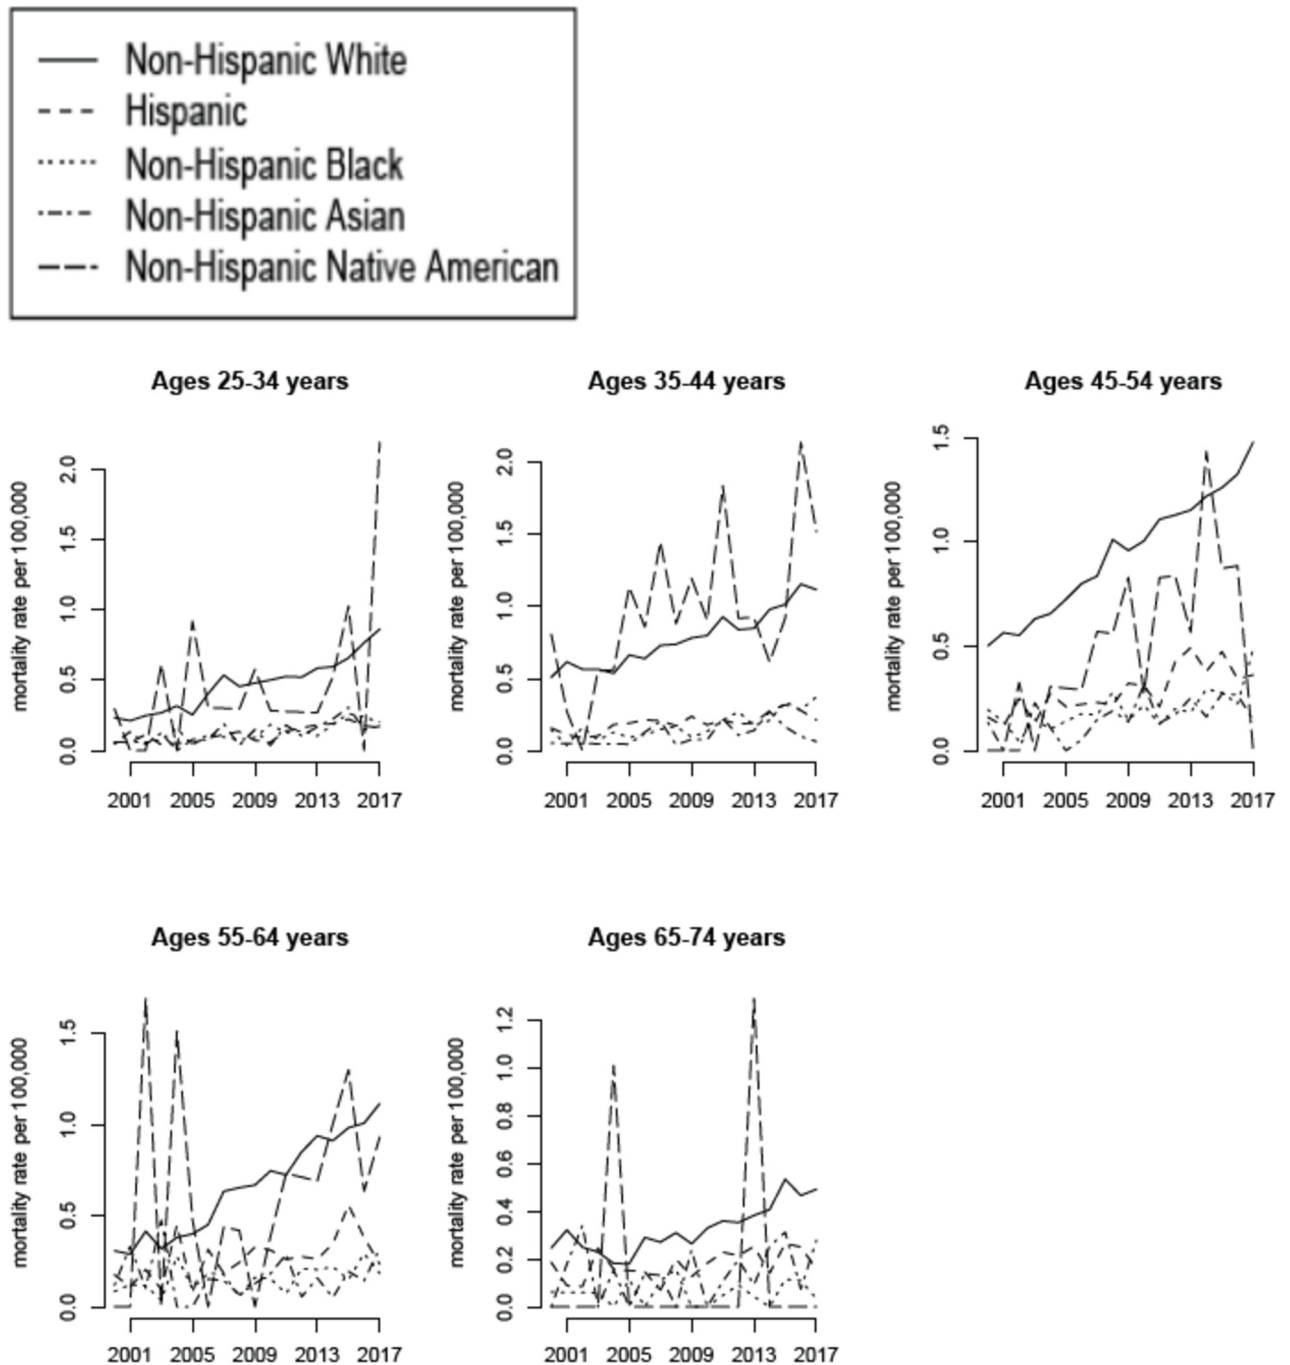 Non-Hispanic White
Hispanic
Non-Hispanic Black
Non-Hispanic Asian
Non-Hispanic Native American
Ages 25-34 years
mortality rate per 100,000
2.0
1.5
1.0
0.5
0.0
2001 2005 2009 2013 2017
Ages 35-44 years
mortality rate per 100,000
2.0
1.5
1.0
0.5
0.0
2001 2005 2009 2013 2017
Ages 45-54 years
mortality rate per 100,000
1.5
1.0
0.5
0.0
2001 2005 2009 2013 2017
Ages 55-64 years
mortality rate per 100,000
1.5
1.0
0.5
0.0
2001 2005 2009 2013 2017
Ages 65-74 years
mortality rate per 100,000
1.2
1.0
0.8
0.6
0.4
0.2
0.0
2001 2005 2009 2013 2017